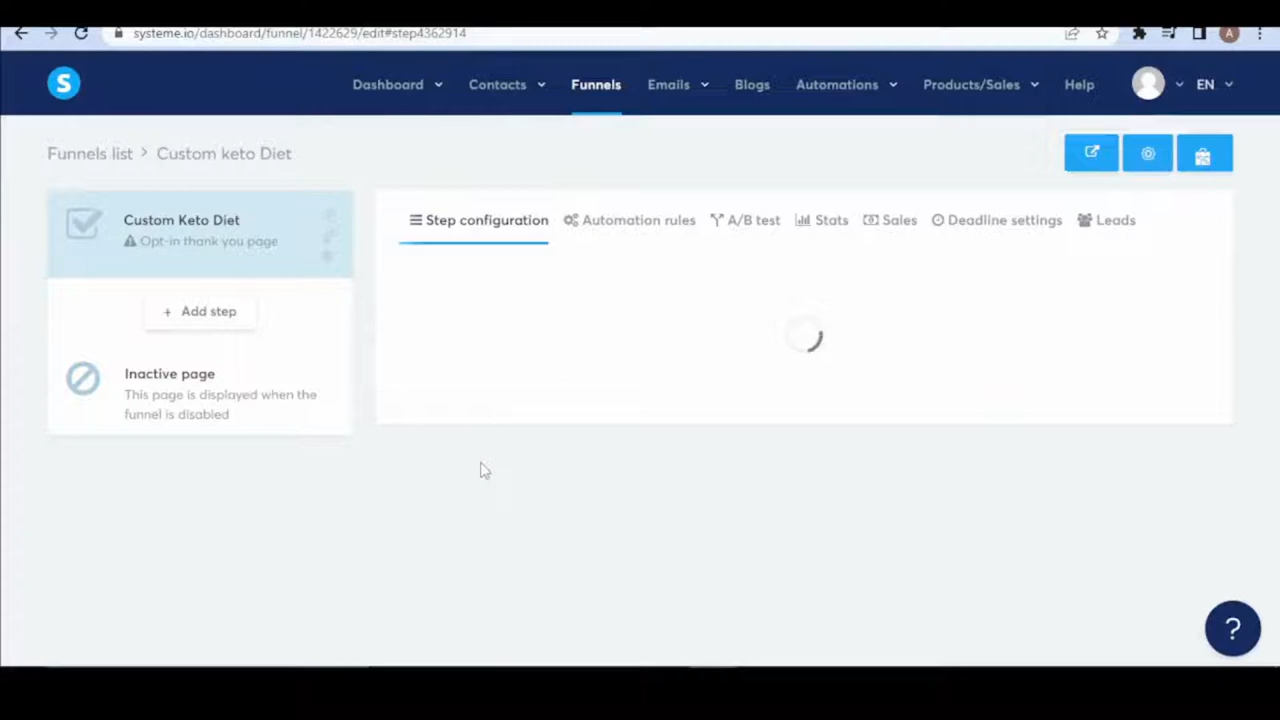 systeme.io/dashboard/funnel/1422629/edit#step4362914
A
S
Dashboard Contacts Funnels Emails Blogs Automations Products/Sales Help EN
Funnels list > Custom keto Diet
Custom Keto Diet
Opt-in thank you page
+ Add step
Inactive page
This page is displayed when the
funnel is disabled
Step configuration Automation rules A/B test Stats Sales Deadline settings Leads
?